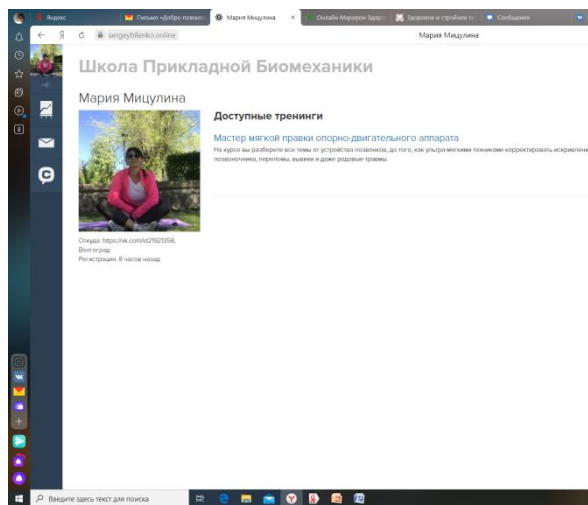 Яндекс
Письмо «Добро пожало
Мария Мицулина
Онлайн Марафон Здоро
Здоровое и стройное те
Сообщения
sergeybilenko.online
Мария Мицулина
Школа Прикладной Биомеханики
Мария Мицулина
Доступные тренинги
Мастер мягкой правки опорно-двигательного аппарата
На курсе вы разберете все темы от устройства позвонков, до того, как ультра-мягкими техниками корректировать искривлени
позвоночника, переломы, вывихи и даже родовые травмы.
Откуда: https://vk.com/id21921358,
Волгоград
Регистрация: 8 часов назад
Введите здесь текст для поиска